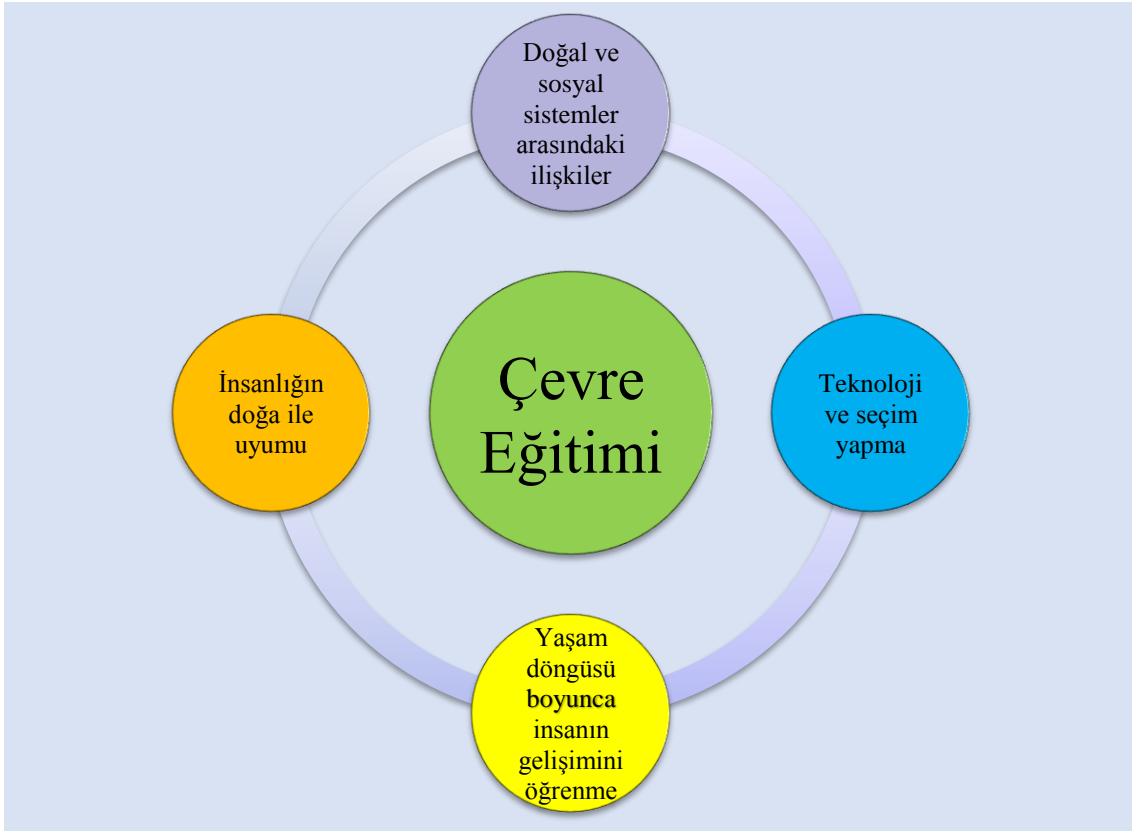 Doğal ve
sosyal
sistemler
arasındaki
ilişkiler
İnsanlığın
doğa ile
uyumu
Çevre
Eğitimi
Teknoloji
ve seçim
yapma
Yaşam
döngüsü
boyunca
insanın
gelişimini
öğrenme